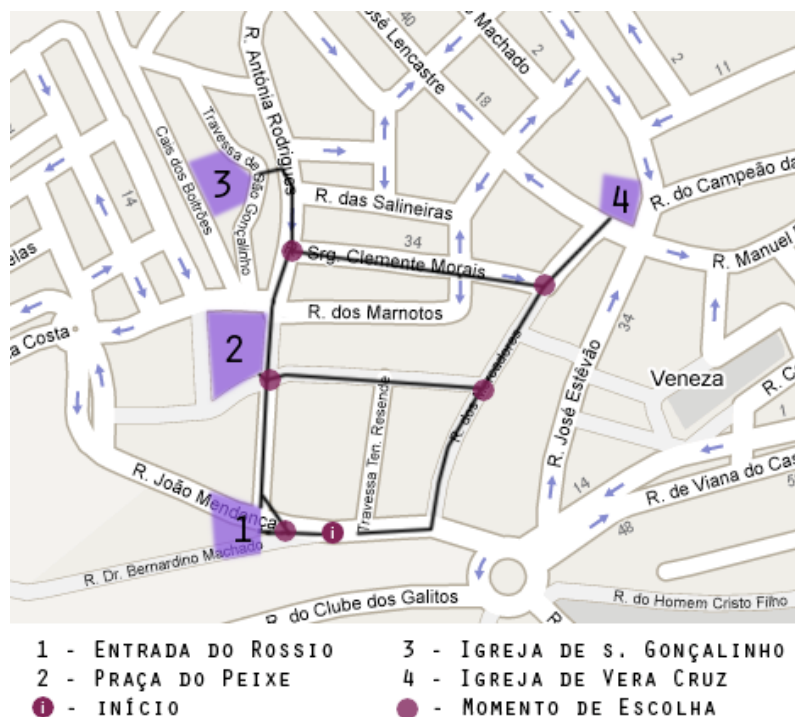 R. Antónia Rodrigues
José Lencastre
40
Machado
2
2
11
18
Travessa de São Gonçalinho
Cais dos Botirões
14
3
4
R. do Campeão da
R. das Salineiras
34
Srg. Clemente Morais
R. Manuel
R. dos Marnotos
a Costa
2
34
Veneza
R. dos
R. José Estêvão
Travessa Ten. Resende
R. João Mendonça
1
i
14
1
R. de Viana do Cas
48
5
R. Dr. Bernardino Machado
R. do Clube dos Galitos
R. do Homem Cristo Filho
1 - ENTRADA DO ROSSIO
2 - PRAÇA DO PEIXE
i - INÍCIO
3 - IGREJA DE S. GONÇALINHO
4 - IGREJA DE VERA CRUZ
- MOMENTO DE ESCOLHA